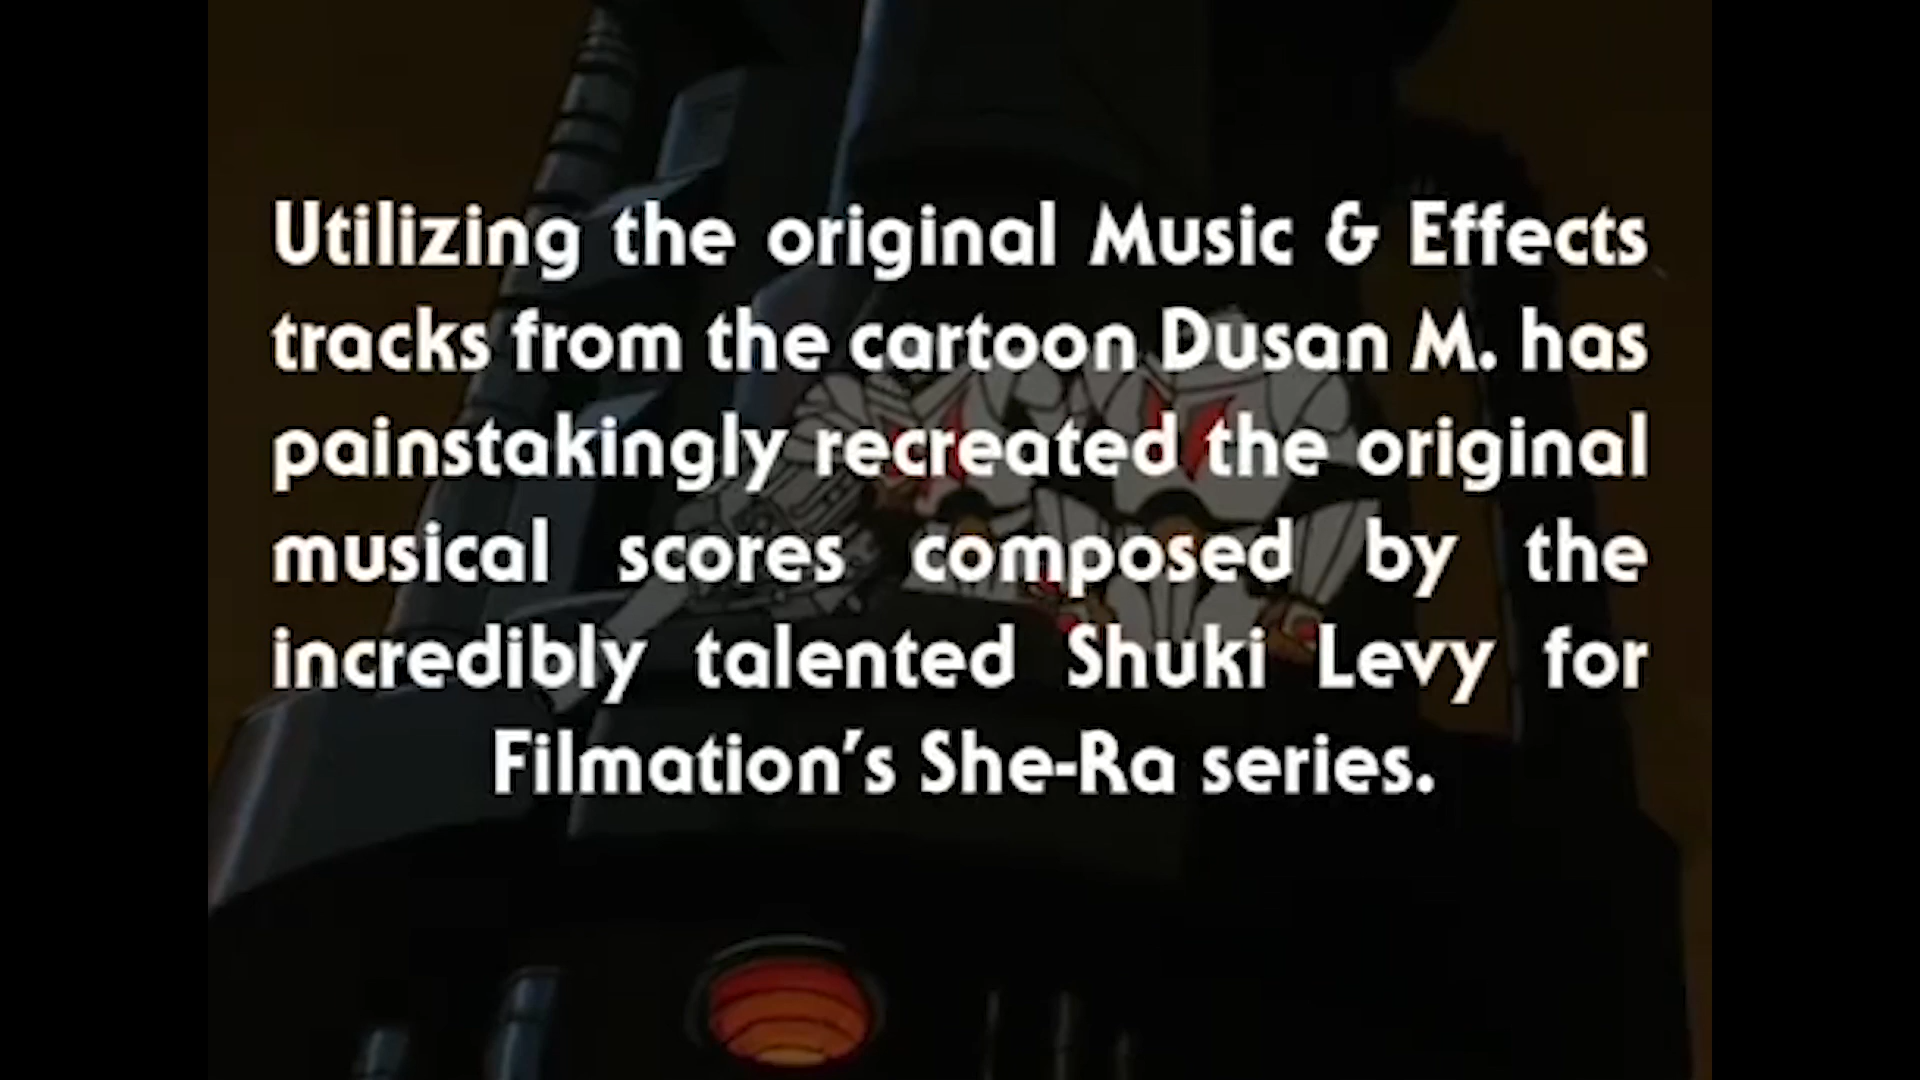 Utilizing the original Music & Effects
tracks from the cartoon Dusan M. has
painstakingly recreated the original
musical scores composed by the
incredibly talented Shuki Levy for
Filmation's She-Ra series.